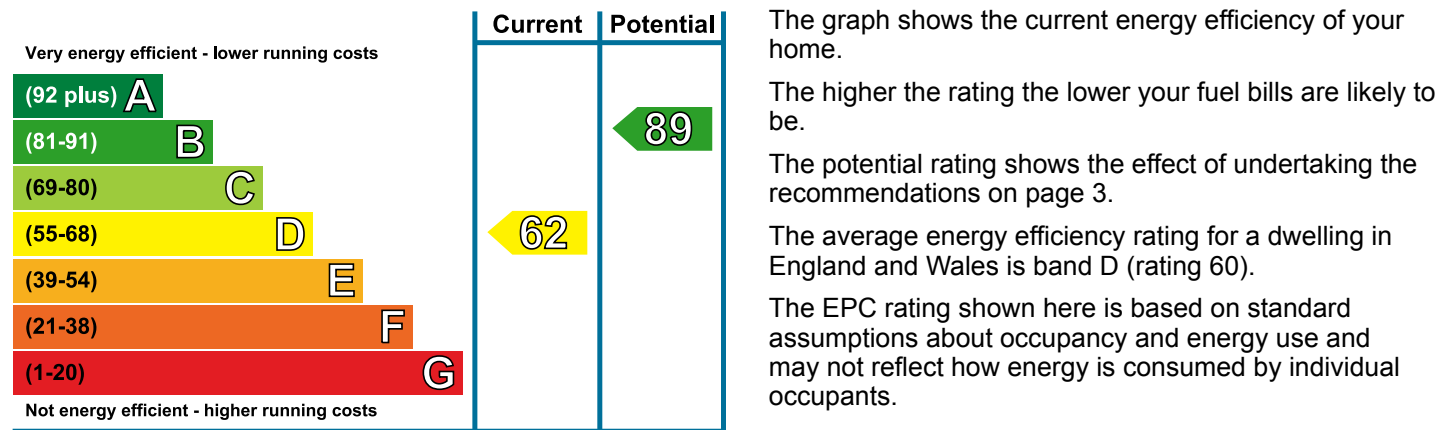 Current Potential
Very energy efficient - lower running costs
(92 plus) A
(81-91) B
89
(69-80) C
(55-68) D
62
(39-54) E
(21-38) F
(1-20) G
Not energy efficient - higher running costs
The graph shows the current energy efficiency of your
home.
The higher the rating the lower your fuel bills are likely to
be.
The potential rating shows the effect of undertaking the
recommendations on page 3.
The average energy efficiency rating for a dwelling in
England and Wales is band D (rating 60).
The EPC rating shown here is based on standard
assumptions about occupancy and energy use and
may not reflect how energy is consumed by individual
occupants.